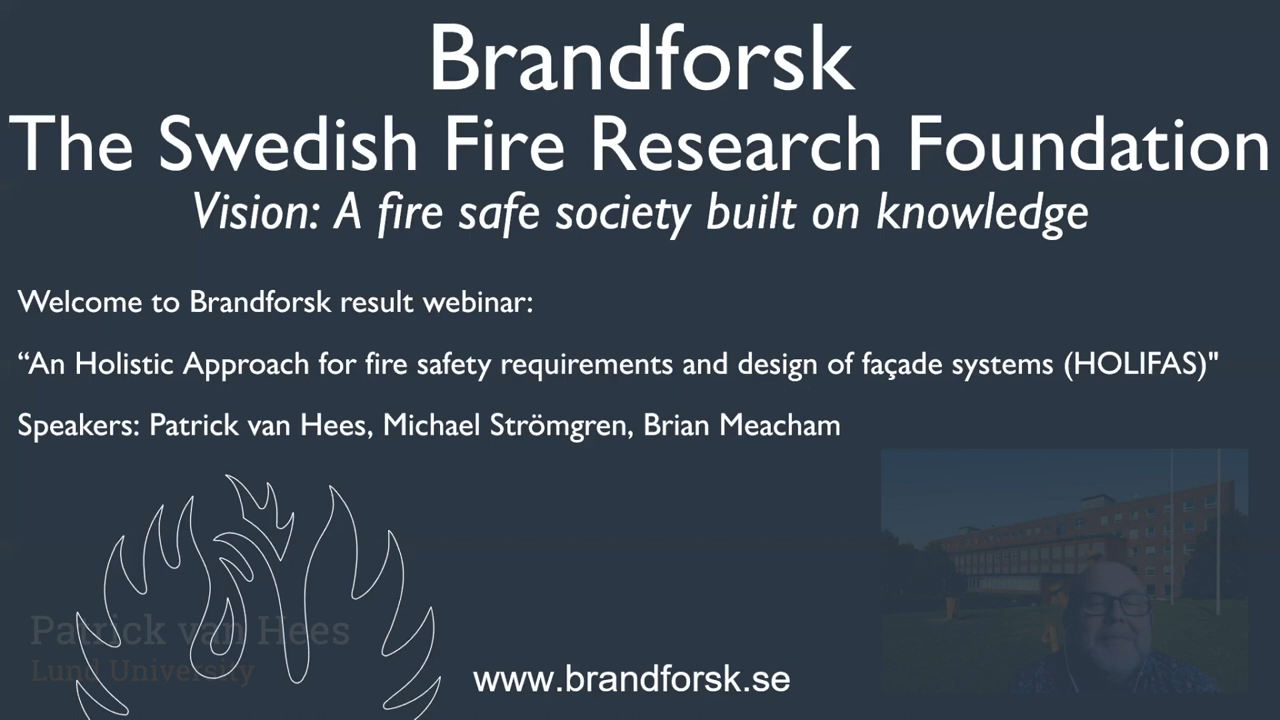 Brandforsk
The Swedish Fire Research Foundation
Vision: A fire safe society built on knowledge
Welcome to Brandforsk result webinar:
“An Holistic Approach for fire safety requirements and design of façade systems (HOLIFAS)"
Speakers: Patrick van Hees, Michael Strömgren, Brian Meacham
Patrick van Hees
Lund University
www.brandforsk.se